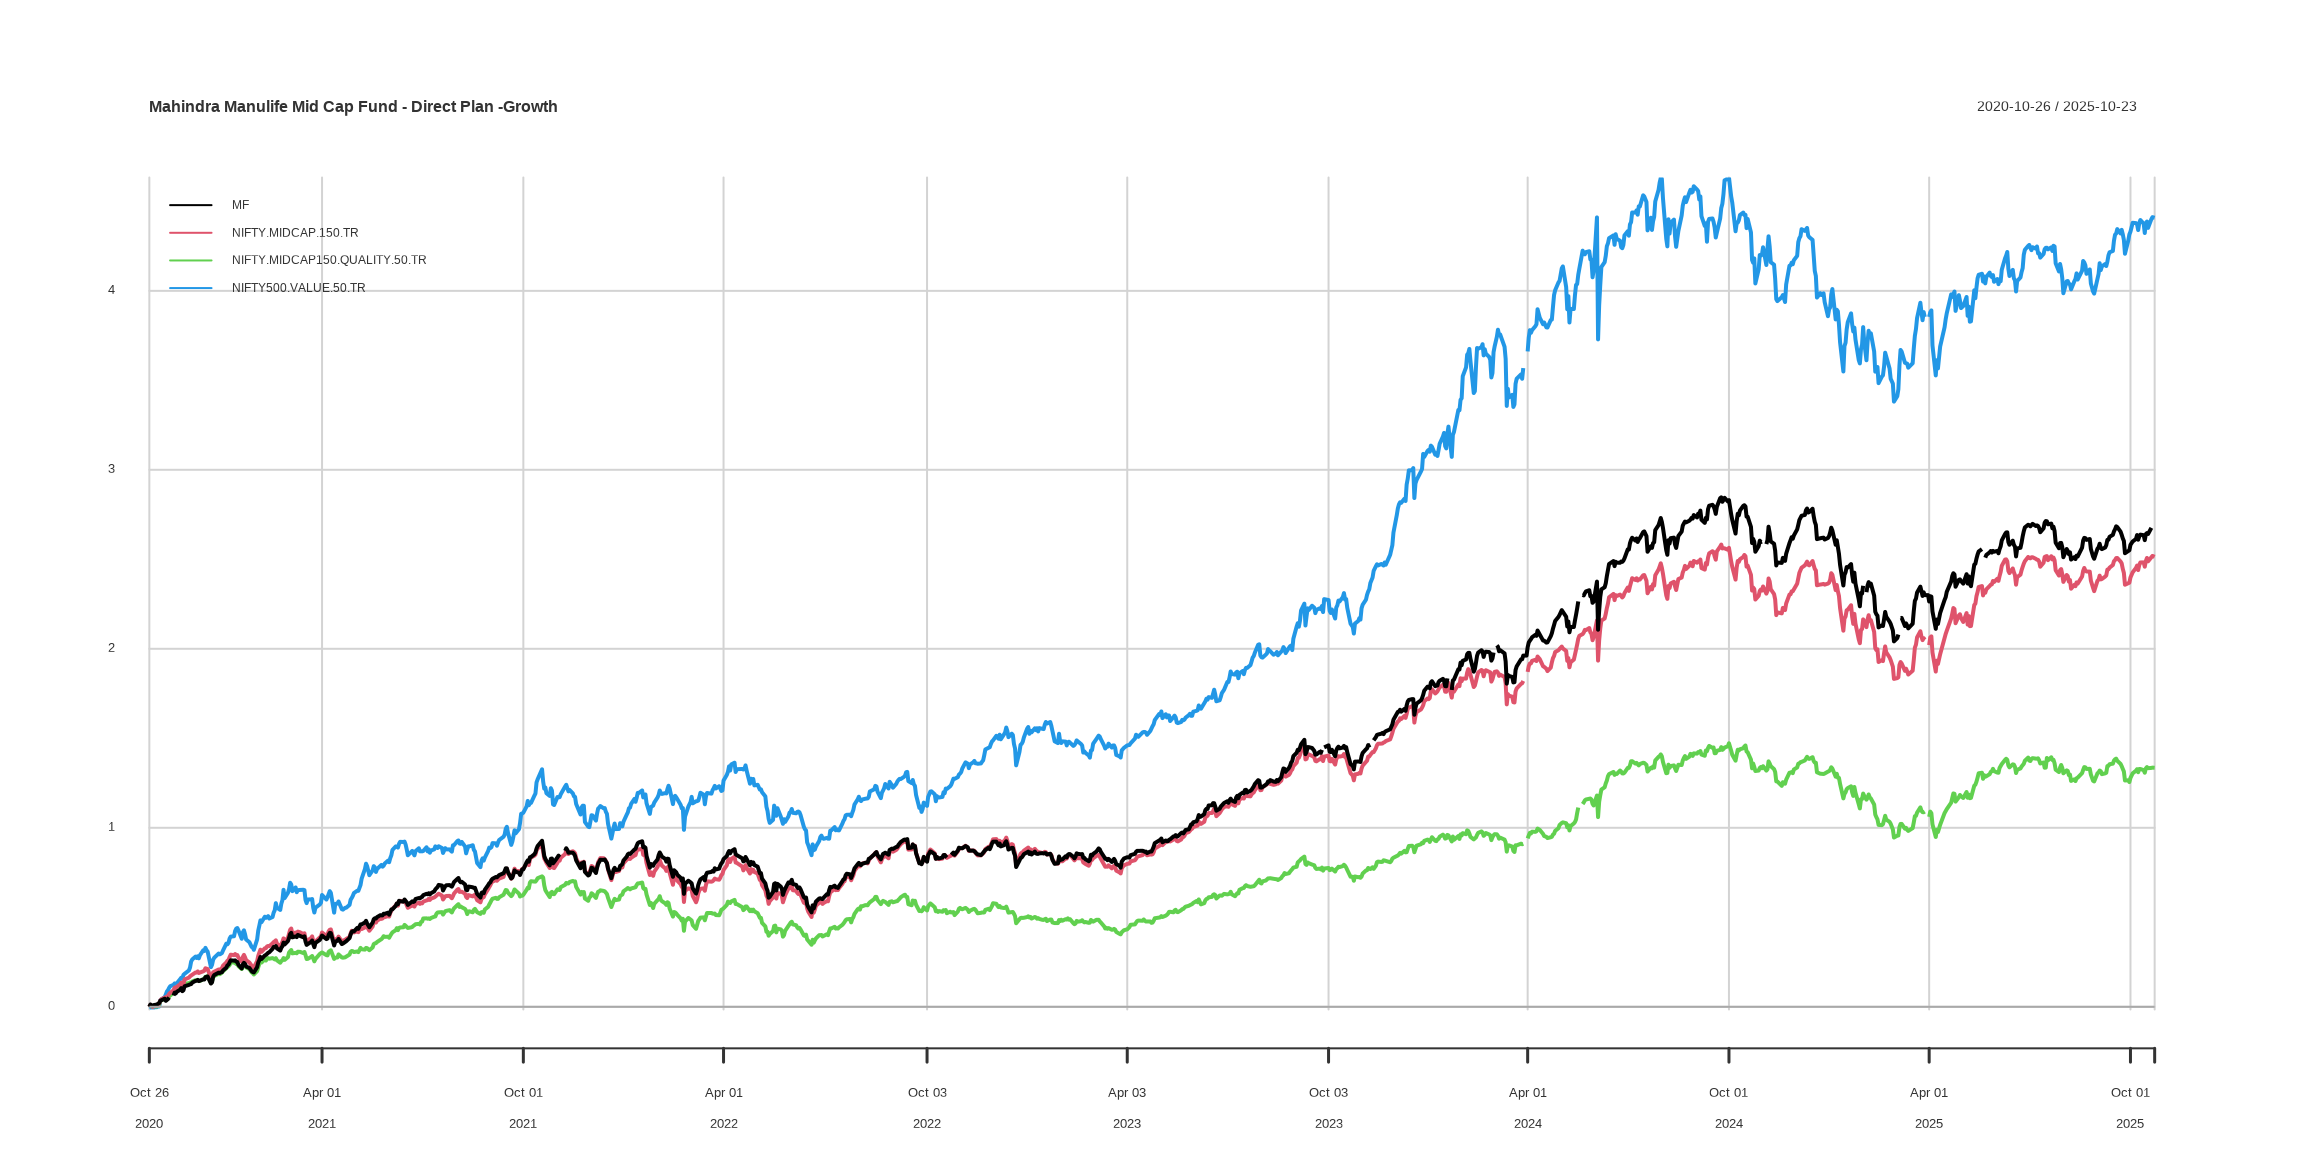 Mahindra Manulife Mid Cap Fund - Direct Plan -Growth
2020-10-26 / 2025-10-23
MF
NIFTY.MIDCAP.150.TR
NIFTY.MIDCAP150.QUALITY.50.TR
NIFTY500.VALUE.50.TR
4
3
2
1
0
Oct 26 Apr 01 Oct 01 Apr 01 Oct 03 Apr 03 Oct 03 Apr 01 Oct 01 Apr 01 Oct 01
2020 2021 2021 2022 2022 2023 2023 2024 2024 2025 2025